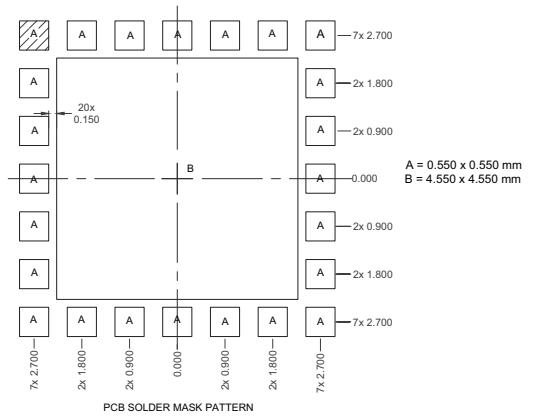 A A A A A A A 7x 2.700
A A 2x 1.800
20x
0.150
A A 2x 0.900
A B A 0.000
A = 0.550 x 0.550 mm
B = 4.550 x 4.550 mm
A A 2x 0.900
A A 2x 1.800
A A A A A A A 7x 2.700
7x 2.700
2x 1.800
2x 0.900
0.000
2x 0.900
2x 1.800
7x 2.700
PCB SOLDER MASK PATTERN